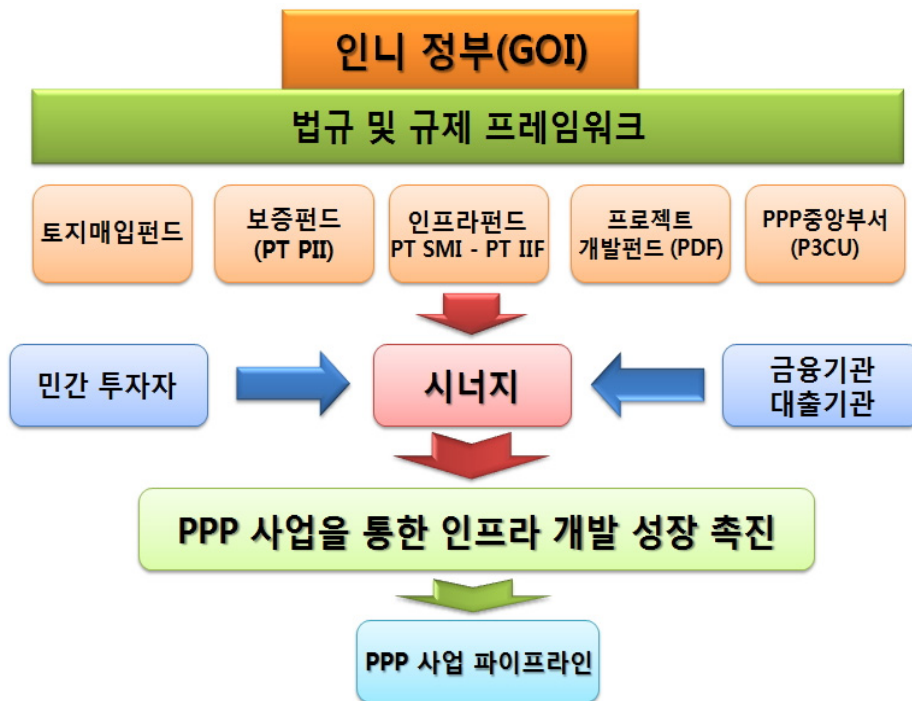 인니 정부(GOI)
법규 및 규제 프레임워크
토지매입펀드
보증펀드
(PT PII)
인프라펀드
PT SMI - PT IIF
프로젝트
개발펀드 (PDF)
PPP중앙부서
(P3CU)
민간 투자자
시너지
금융기관
대출기관
PPP 사업을 통한 인프라 개발 성장 촉진
PPP 사업 파이프라인